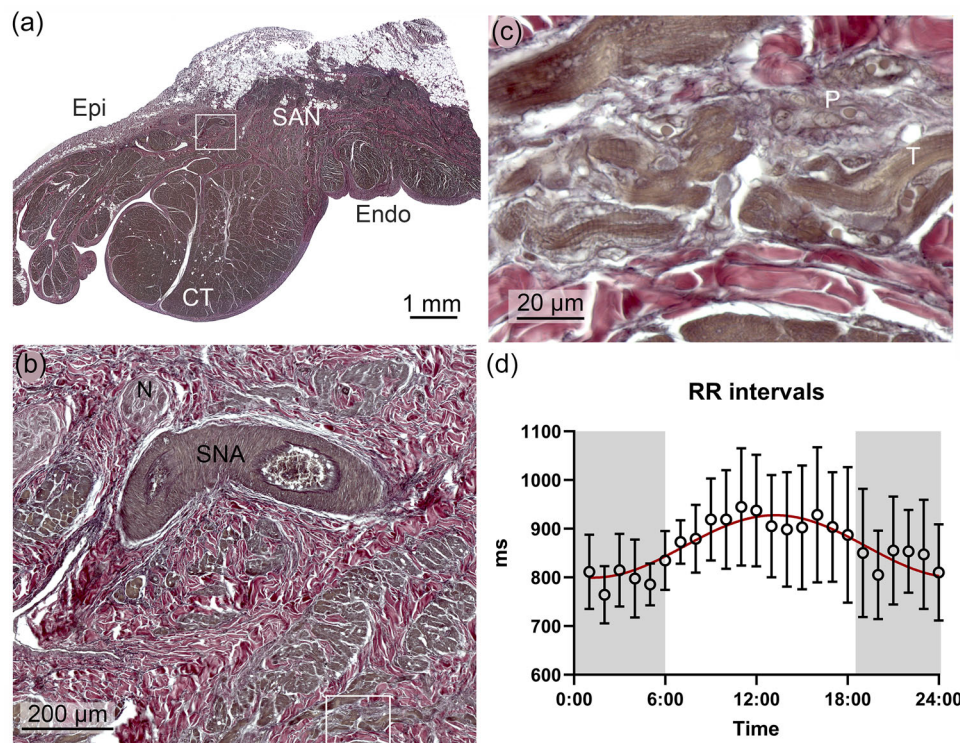 (a)
Epi
SAN
Endo
CT
1 mm
(b)
N
SNA
200 µm
(c)
P
T
20 µm
(d)
RR intervals
ms
1100
1000
900
800
700
600
0:00 6:00 12:00 18:00 24:00
Time